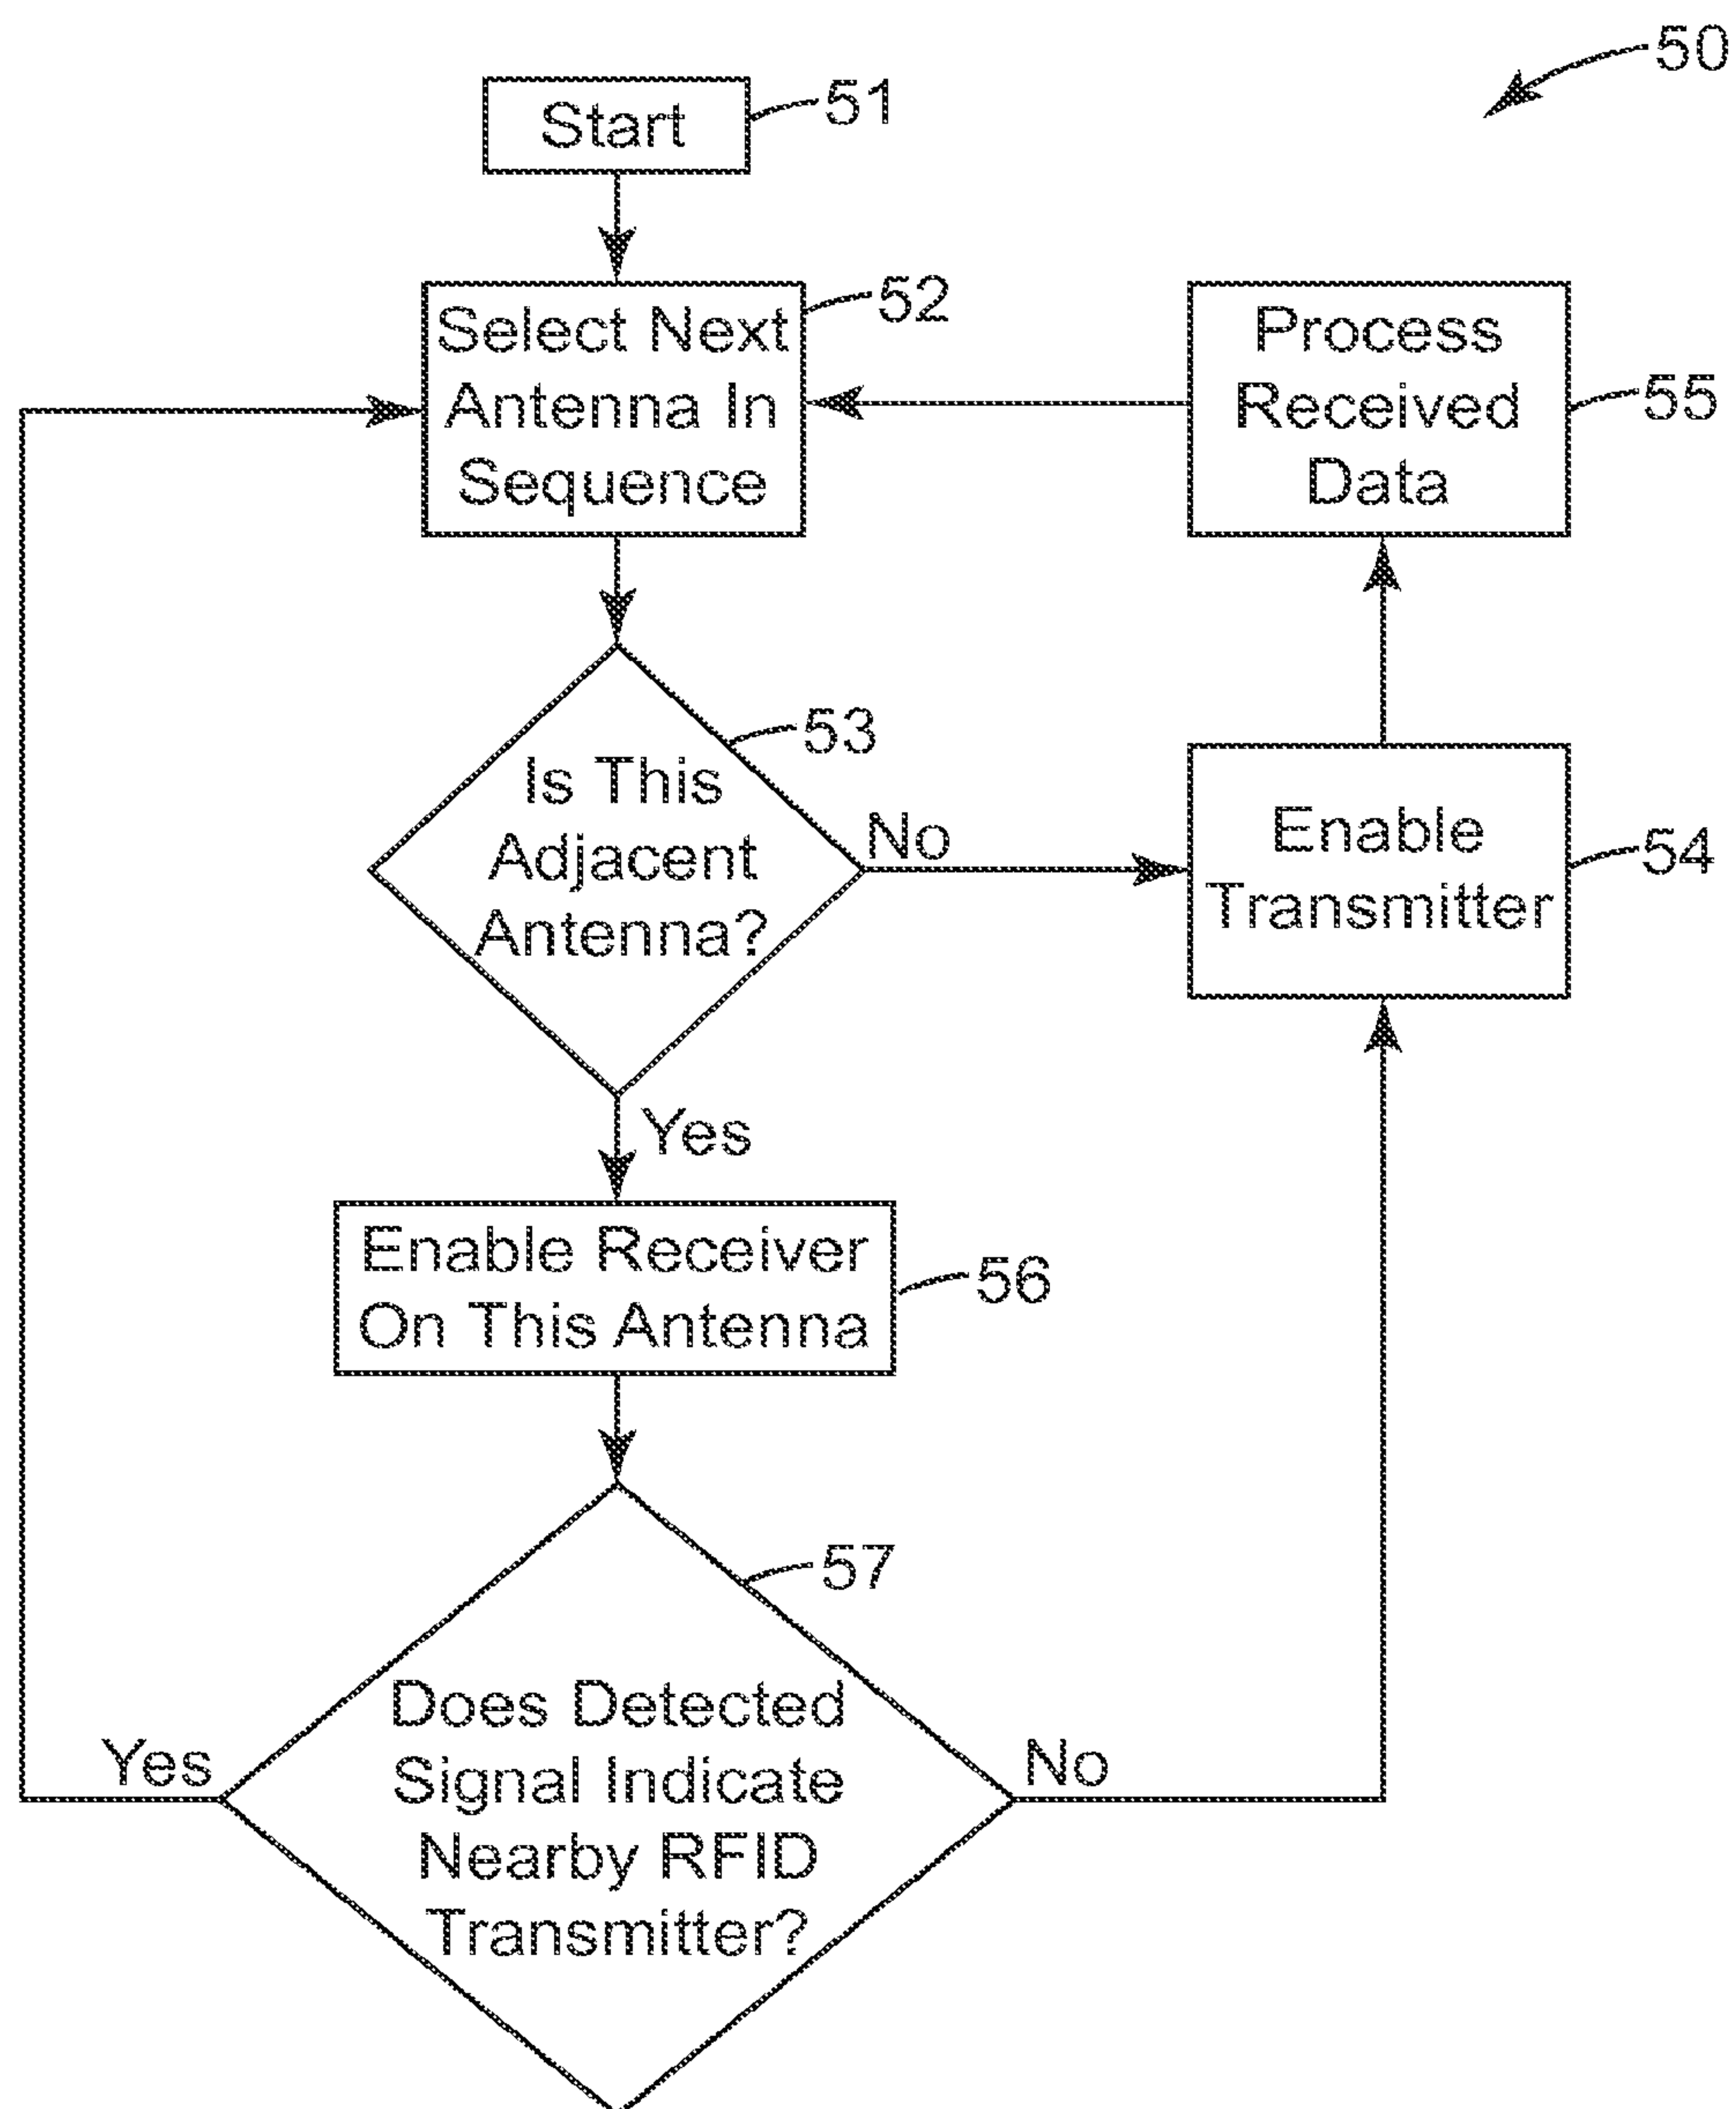 50
Start
51
Select Next
Antenna In
Sequence
52
Process
Received
Data
55
Is This
Adjacent
Antenna?
53
No
Enable
Transmitter
54
Yes
Enable Receiver
On This Antenna
56
Does Detected
Signal Indicate
Nearby RFID
Transmitter?
57
Yes
No